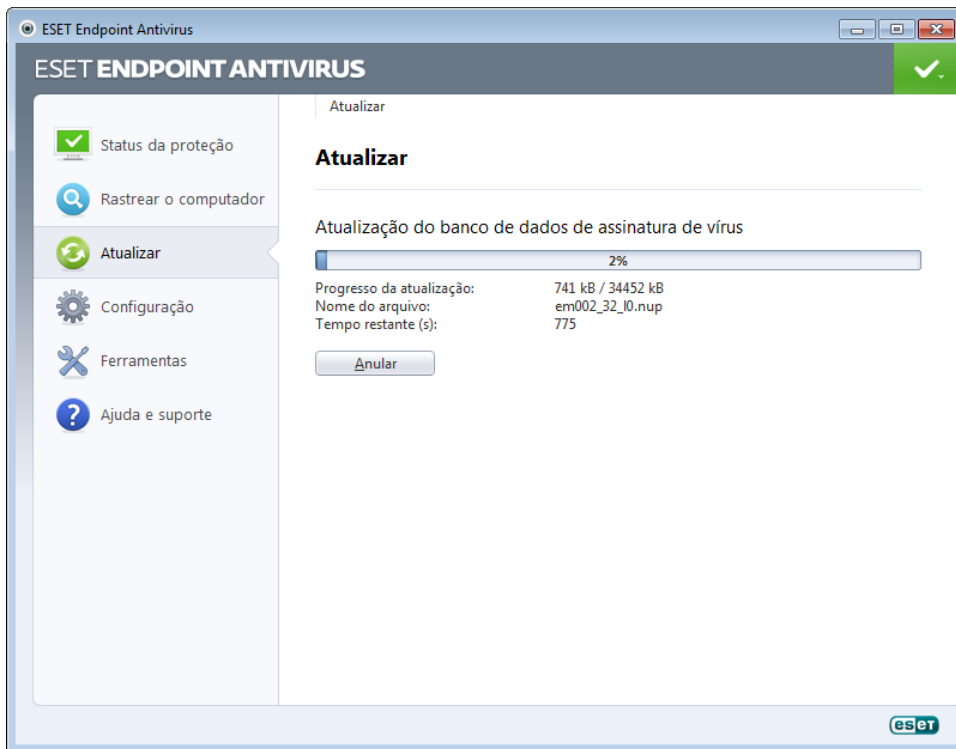 ESET Endpoint Antivirus
ESET ENDPOINT ANTIVIRUS
Status da proteção
Rastrear o computador
Atualizar
Configuração
Ferramentas
Ajuda e suporte
Atualizar
Atualizar
Atualização do banco de dados de assinatura de vírus
2%
Progresso da atualização: 741 kB / 34452 kB
Nome do arquivo: em002_32_l0.nup
Tempo restante (s): 775
Anular
eset